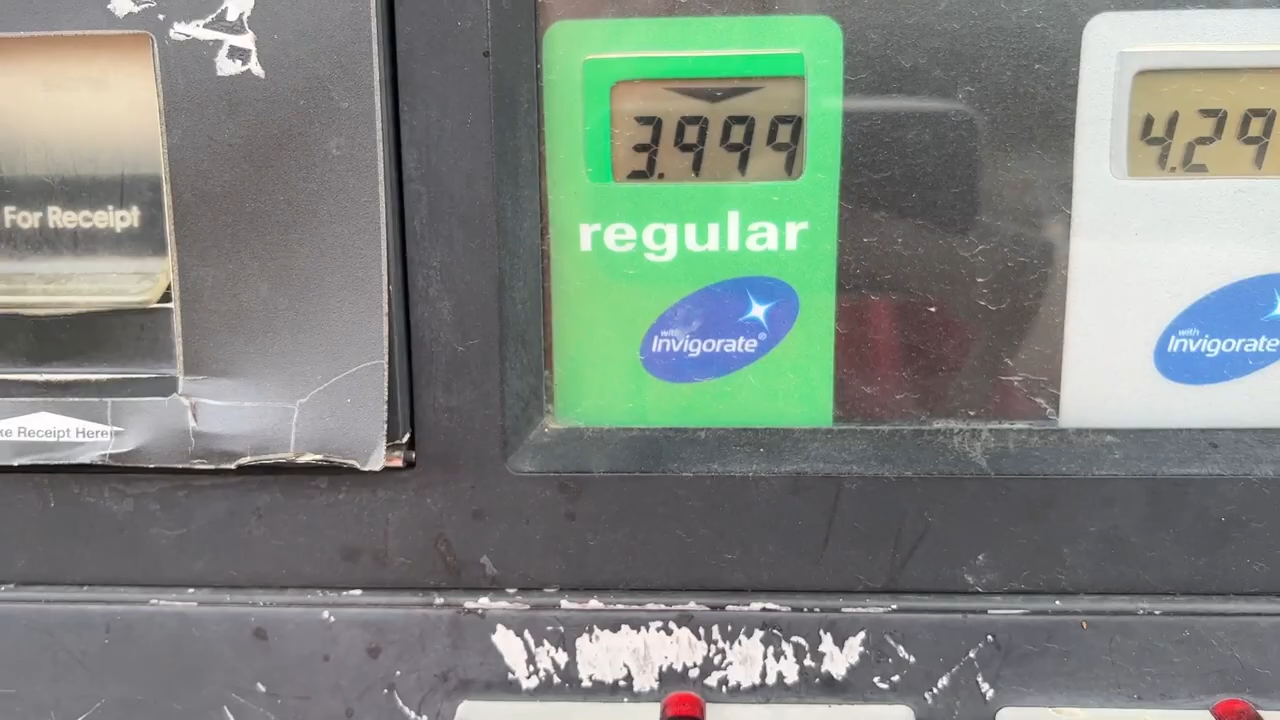 For Receipt
ke Receipt Here
3.999
regular
with
Invigorate®
4.29
with
Invigorate